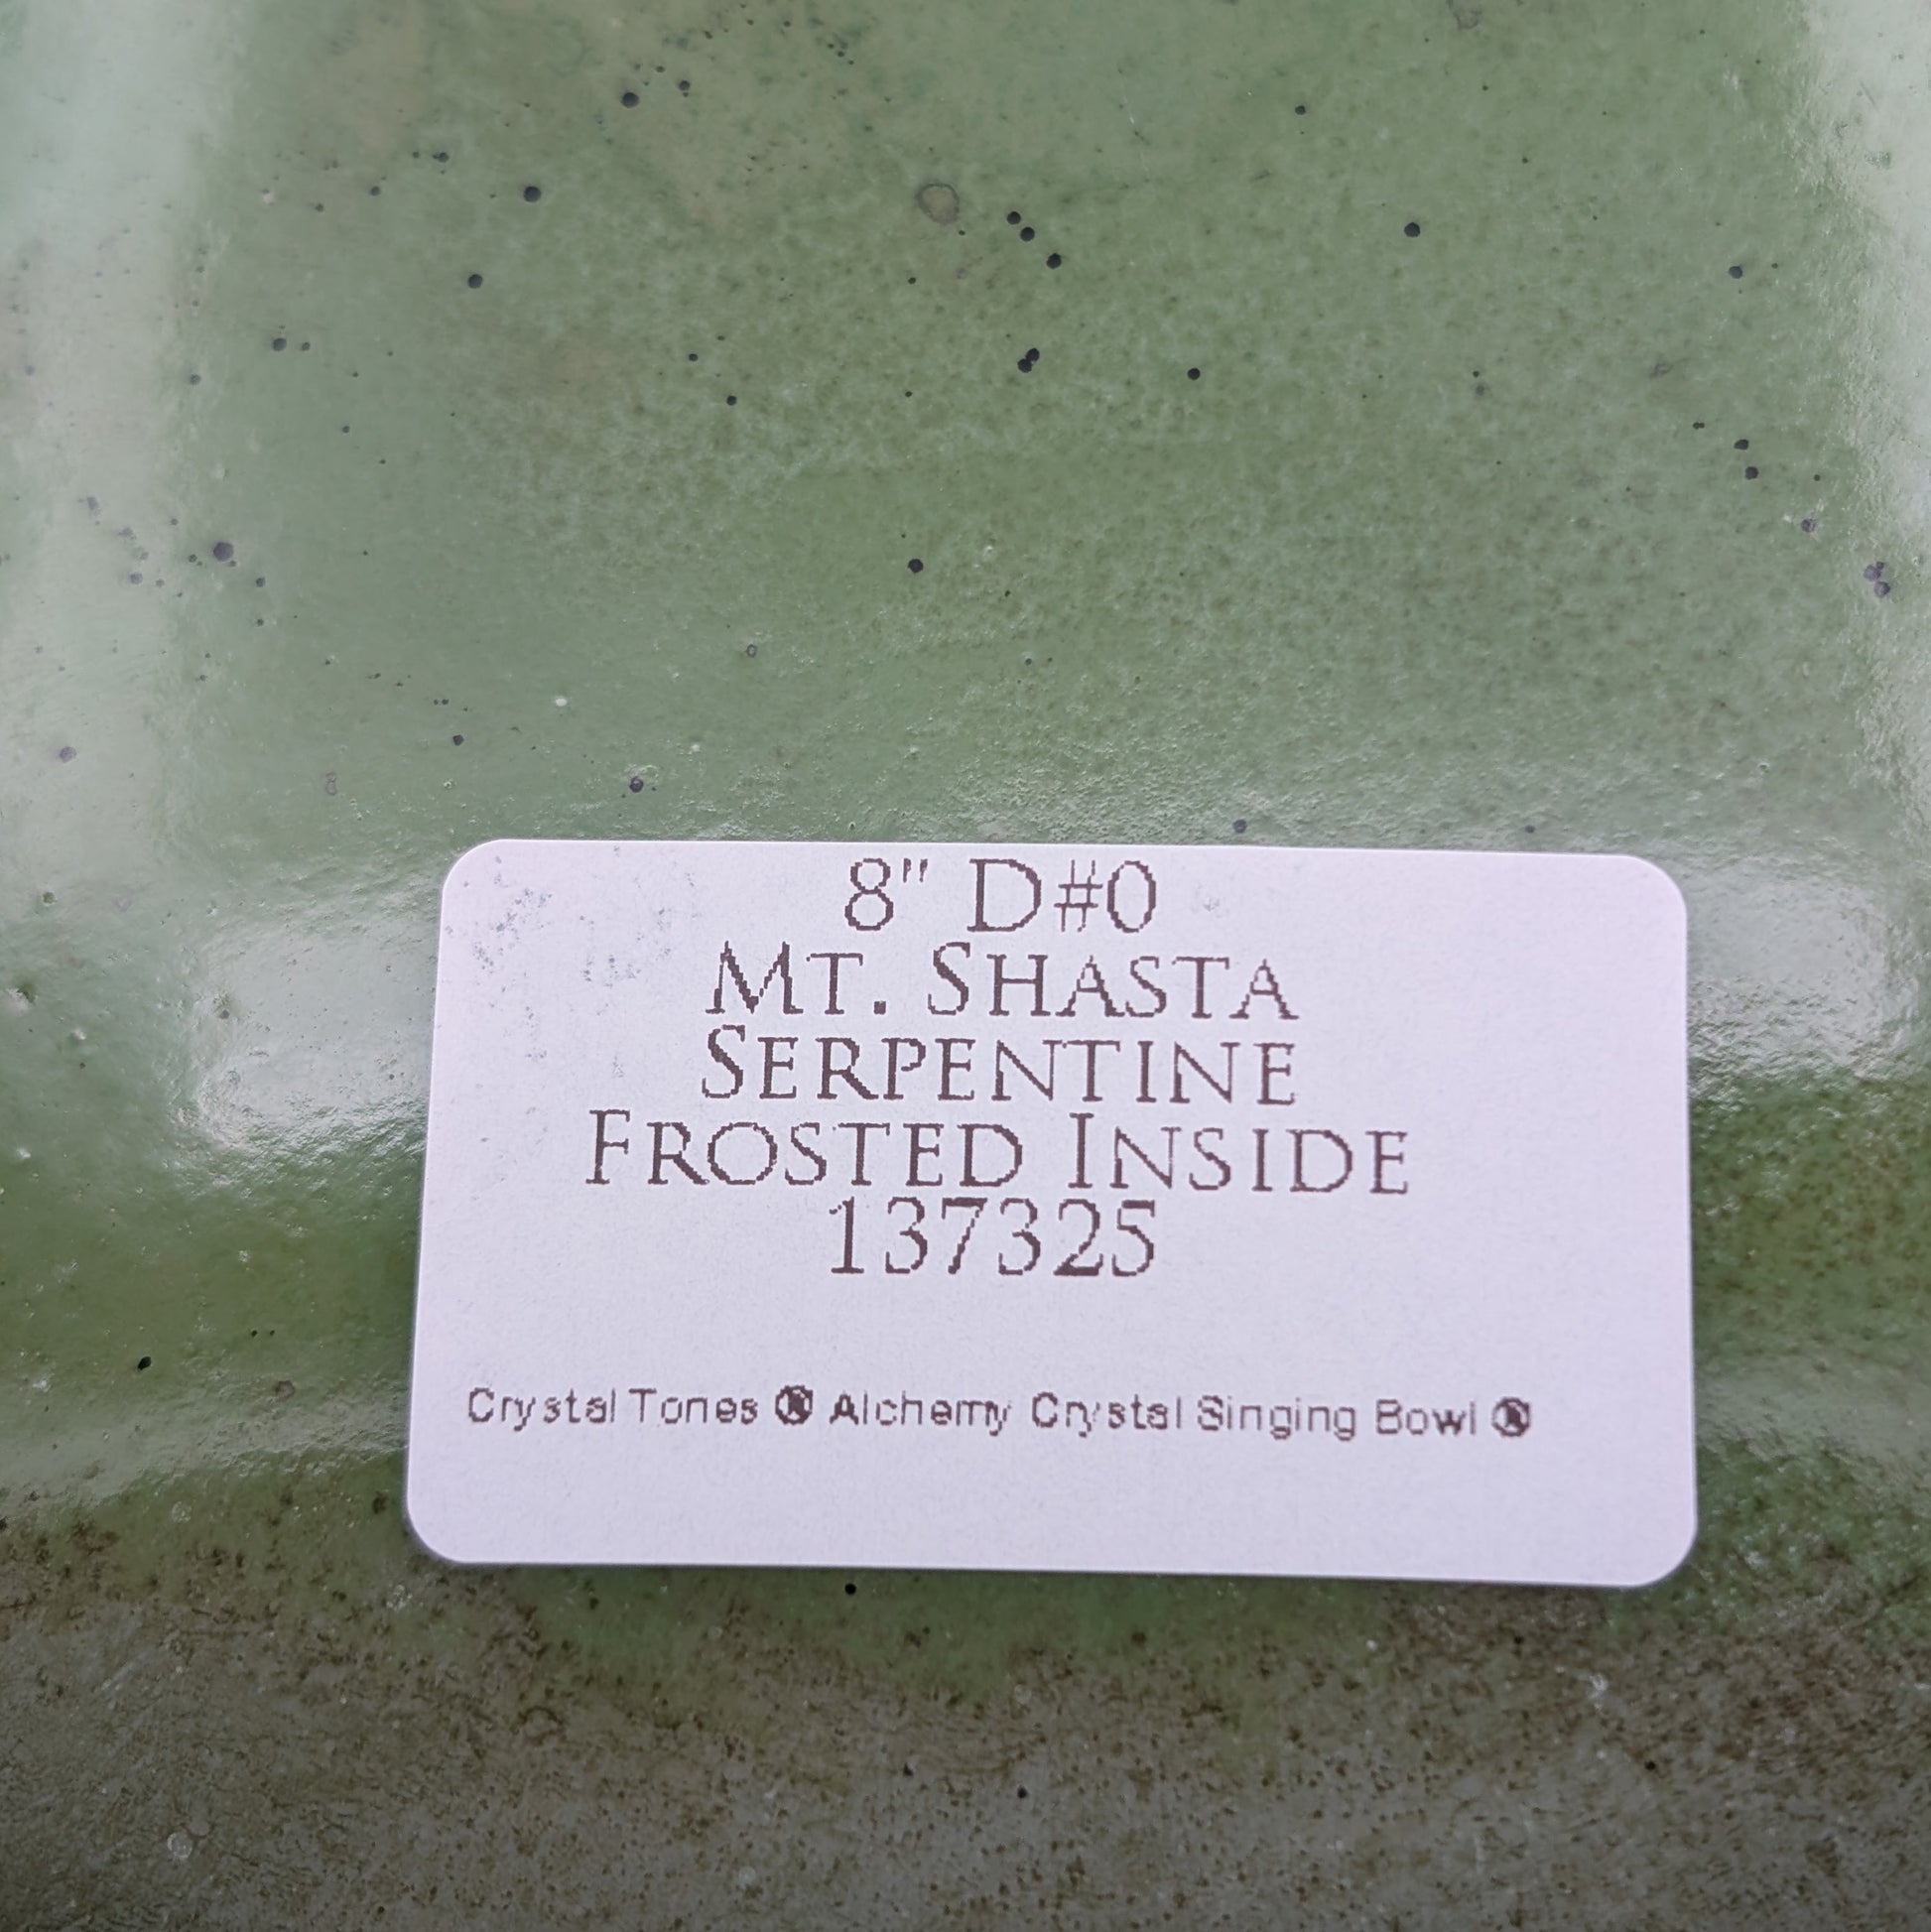 8" D#0
Mt. Shasta
Serpentine
Frosted Inside
137325
Crystal Tones ® Alchemy Crystal Singing Bowl ®